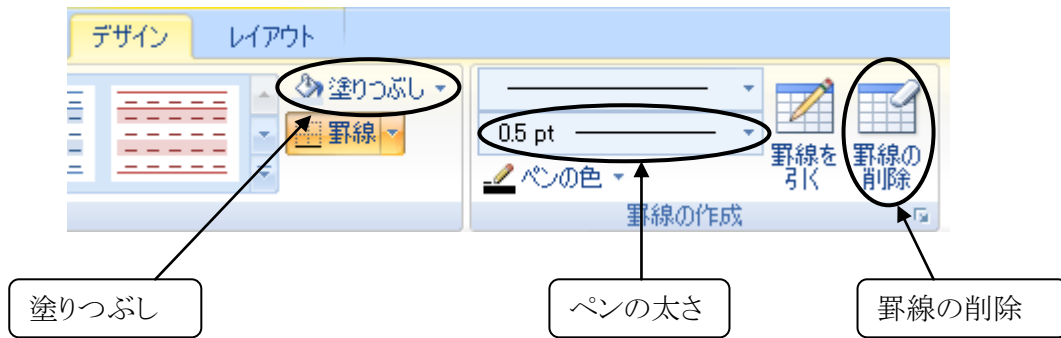 デザイン レイアウト
塗りつぶし
罫線
0.5 pt
ペンの色
罫線を
引く
罫線の
削除
罫線の作成
塗りつぶし
ペンの太さ
罫線の削除